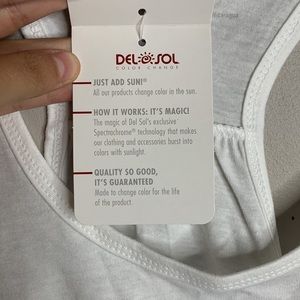 DEL SOL
COLOR CHANGE
JUST ADD SUN!®
All our products change color in the sun.
HOW IT WORKS: IT'S MAGIC!
The magic of Del Sol's exclusive
Spectrachrome® technology that makes
our clothing and accessories burst into
colors with sunlight.
QUALITY SO GOOD,
IT'S GUARANTEED
Made to change color for the life
of the product.